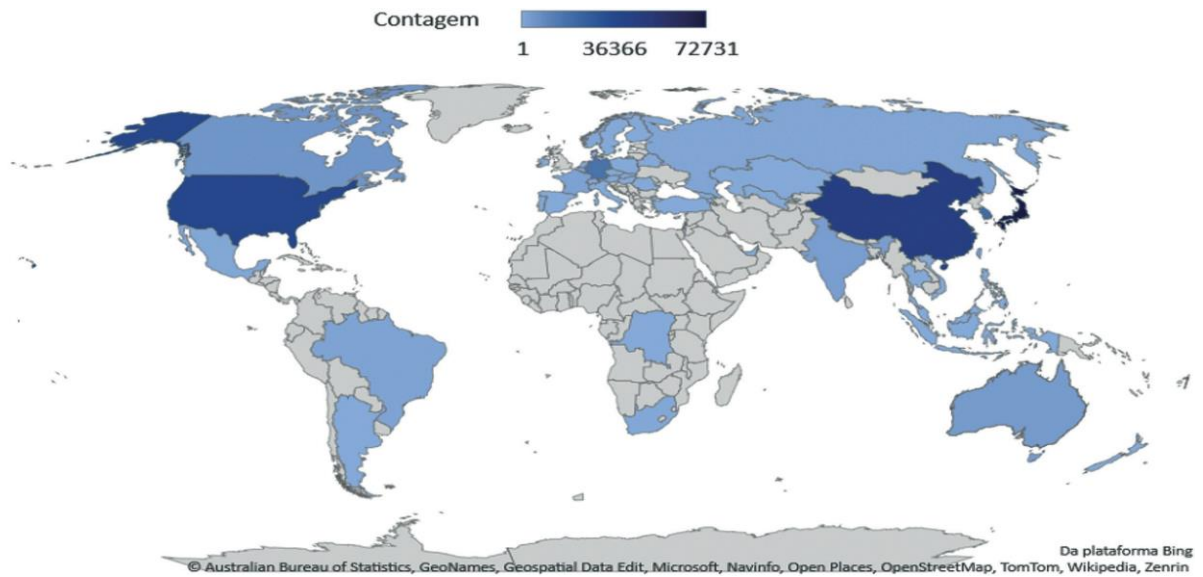 Contagem
1 36366 72731
Da plataforma Bing
© Australian Bureau of Statistics, GeoNames, Geospatial Data Edit, Microsoft, Navinfo, Open Places, OpenStreetMap, TomTom, Wikipedia, Zenrin